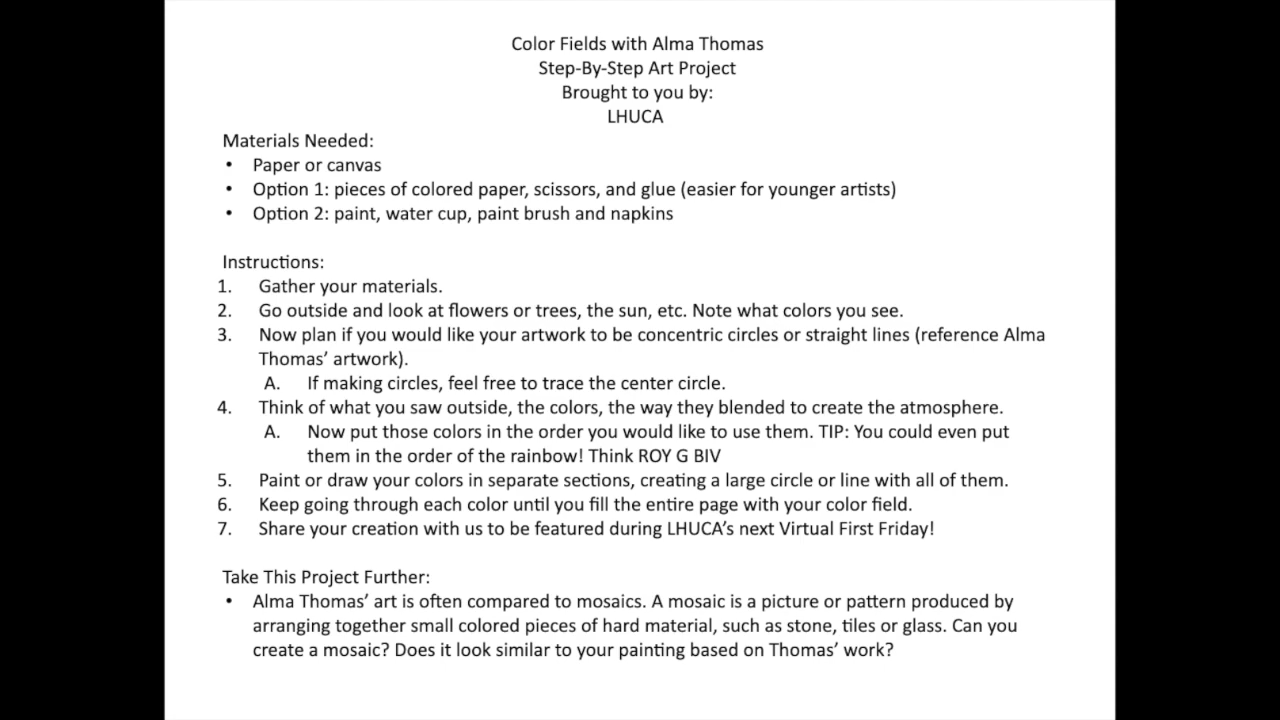 Color Fields with Alma Thomas
Step-By-Step Art Project
Brought to you by:
LHUCA
Materials Needed:
• Paper or canvas
• Option 1: pieces of colored paper, scissors, and glue (easier for younger artists)
• Option 2: paint, water cup, paint brush and napkins
Instructions:
1. Gather your materials.
2. Go outside and look at flowers or trees, the sun, etc. Note what colors you see.
3. Now plan if you would like your artwork to be concentric circles or straight lines (reference Alma
Thomas’ artwork).
A. If making circles, feel free to trace the center circle.
4. Think of what you saw outside, the colors, the way they blended to create the atmosphere.
A. Now put those colors in the order you would like to use them. TIP: You could even put
them in the order of the rainbow! Think ROY G BIV
5. Paint or draw your colors in separate sections, creating a large circle or line with all of them.
6. Keep going through each color until you fill the entire page with your color field.
7. Share your creation with us to be featured during LHUCA’s next Virtual First Friday!
Take This Project Further:
• Alma Thomas’ art is often compared to mosaics. A mosaic is a picture or pattern produced by
arranging together small colored pieces of hard material, such as stone, tiles or glass. Can you
create a mosaic? Does it look similar to your painting based on Thomas’ work?